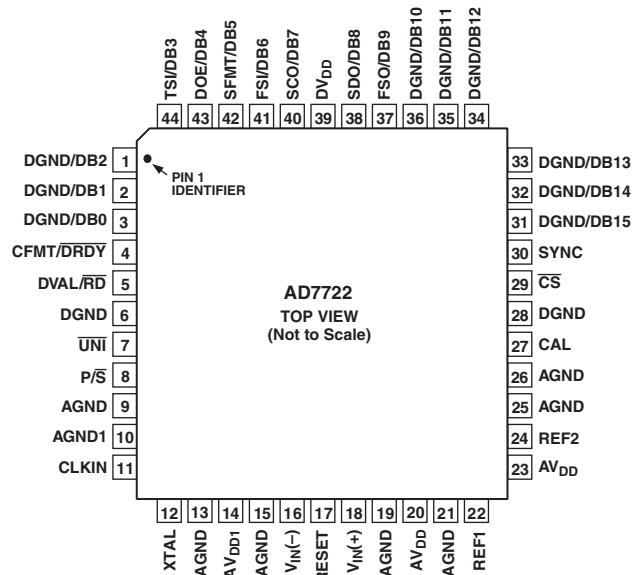 TSI/DB3
DOE/DB4
SFMT/DB5
FSI/DB6
SCO/DB7
DVDD
SDO/DB8
FSO/DB9
DGND/DB10
DGND/DB11
DGND/DB12
44 43 42 41 40 39 38 37 36 35 34
DGND/DB2 1
DGND/DB1 2
DGND/DB0 3
CFMT/D̅R̅D̅Y̅ 4
DVAL/R̅D̅ 5
DGND 6
U̅N̅I̅ 7
P/S̅ 8
AGND 9
AGND1 10
CLKIN 11
PIN 1
IDENTIFIER
AD7722
TOP VIEW
(Not to Scale)
33 DGND/DB13
32 DGND/DB14
31 DGND/DB15
30 SYNC
29 C̅S̅
28 DGND
27 CAL
26 AGND
25 AGND
24 REF2
23 AVDD
12 13 14 15 16 17 18 19 20 21 22
XTAL
AGND
AVDD1
AGND
VIN(–)
RESET
VIN(+)
AGND
AVDD
AGND
REF1